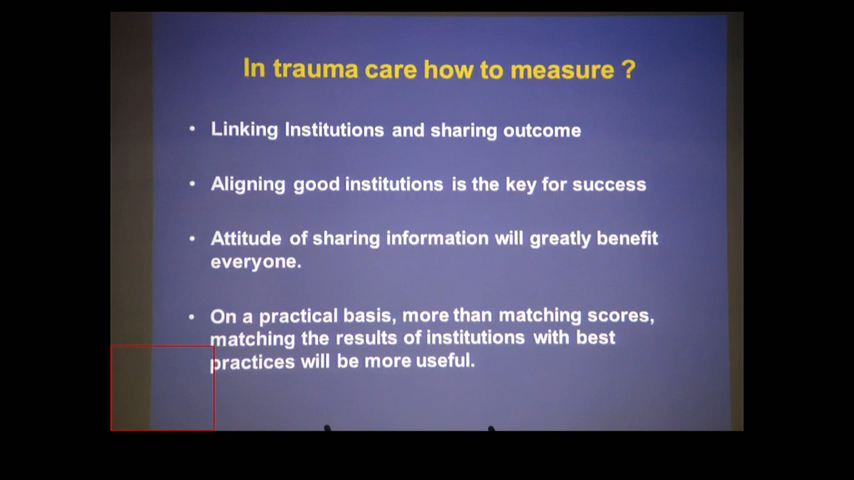 In trauma care how to measure ?
• Linking Institutions and sharing outcome
• Aligning good institutions is the key for success
• Attitude of sharing information will greatly benefit
everyone.
• On a practical basis, more than matching scores,
matching the results of institutions with best
practices will be more useful.